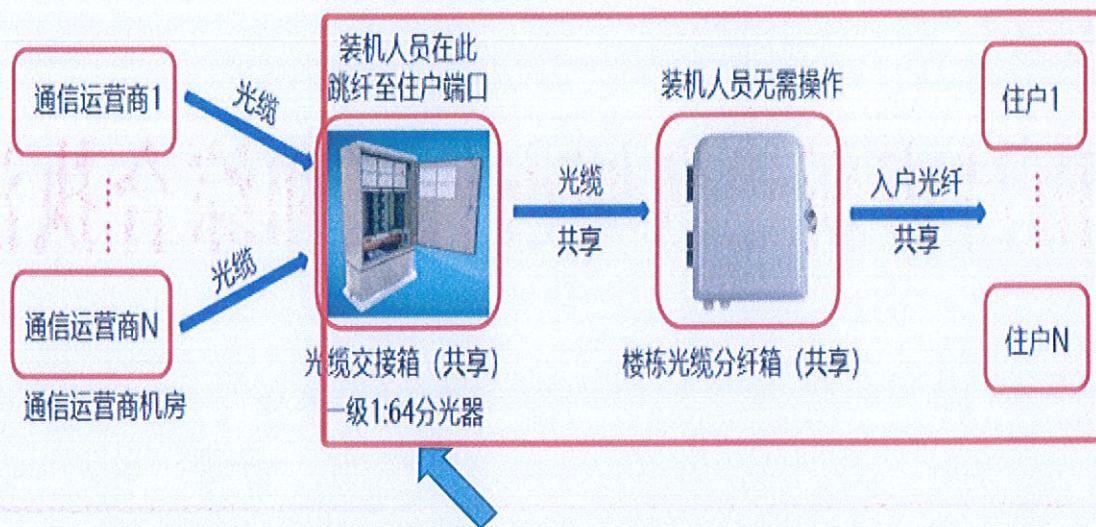 装机人员在此
跳纤至住户端口
装机人员无需操作
通信运营商1
光缆
住户1
光缆
共享
入户光纤
共享
光缆
通信运营商N
住户N
光缆交接箱（共享）
楼栋光缆分纤箱（共享）
通信运营商机房
一级1:64分光器